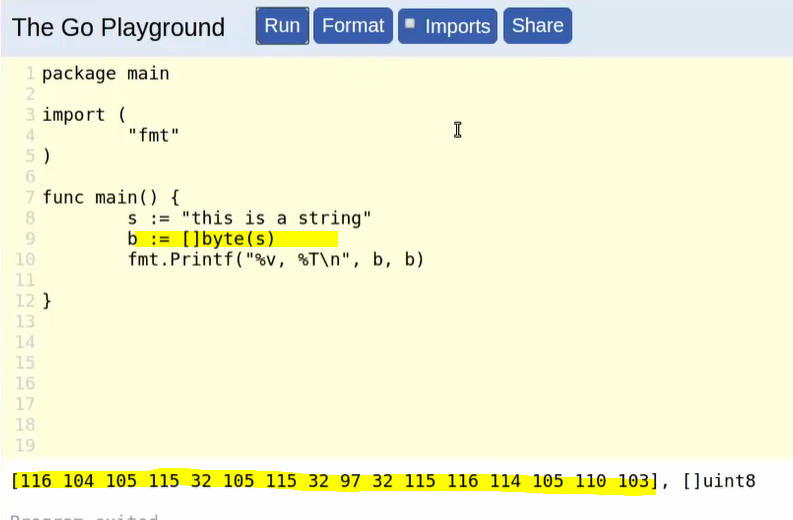 The Go Playground Run Format Imports Share
1 package main
2
3 import (
4 "fmt"
5 )
6
7 func main() {
8 s := "this is a string"
9 b := []byte(s)
10 fmt.Printf("%v, %T\n", b, b)
11
12 }
13
14
15
16
17
18
19
[116 104 105 115 32 105 115 32 97 32 115 116 114 105 110 103], []uint8
Program exited